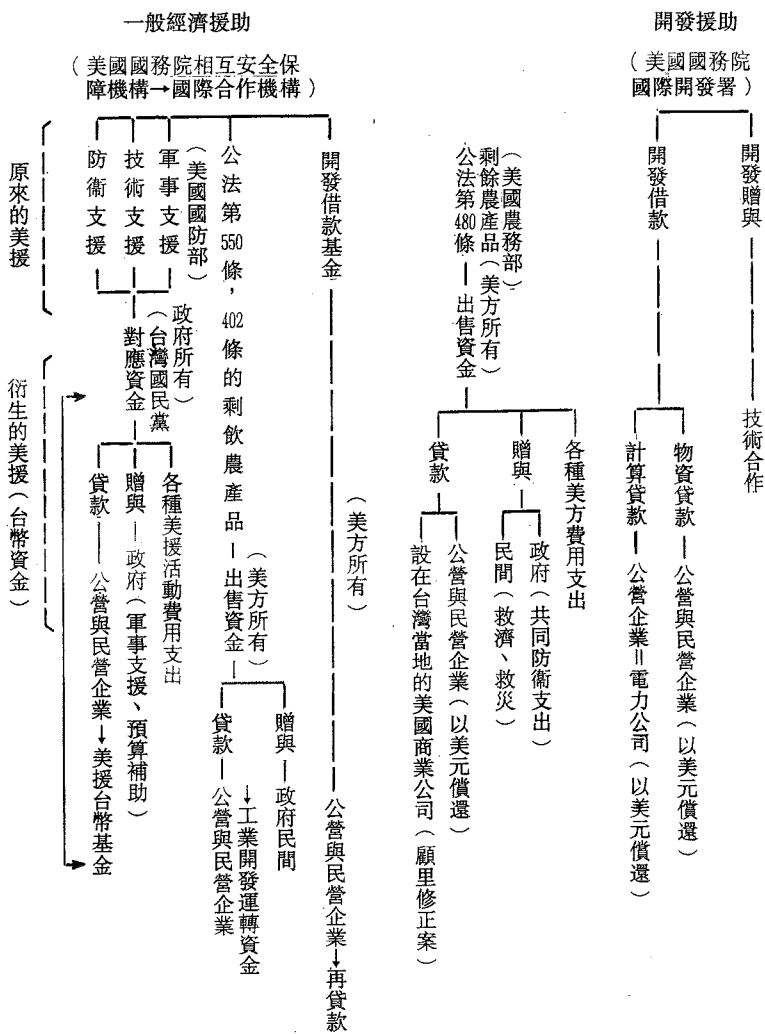 一般經濟援助
（美國國務院相互安全保
障機構→國際合作機構）
開發援助
（美國國務院
國際開發署）
原來的美援
衍生的美援（台幣資金）
防衞支援
技術支援
軍事支援
（美國國防部）
對應資金
（台灣國民黨
政府所有）
貸款－公營與民營企業→美援台幣基金
贈與－政府（軍事支援、預算補助）
各種美援活動費用支出
公法第550條，402條的剩飲農產品－出售資金－
（美方所有）
貸款－公營與民營企業
→工業開發運轉資金
贈與－政府民間
開發借款基金
公營與民營企業→再貸款
（美方所有）
公法第480條－出售資金
剩餘農產品（美方所有）
（美國農務部）
貸款
設在台灣當地的美國商業公司（顧里修正案）
公營與民營企業（以美元償還）
贈與
民間（救濟、救災）
政府（共同防衞支出）
各種美方費用支出
開發借款
計算貸款－公營企業＝電力公司（以美元償還）
物資貸款－公營與民營企業（以美元償還）
開發贈與
技術合作